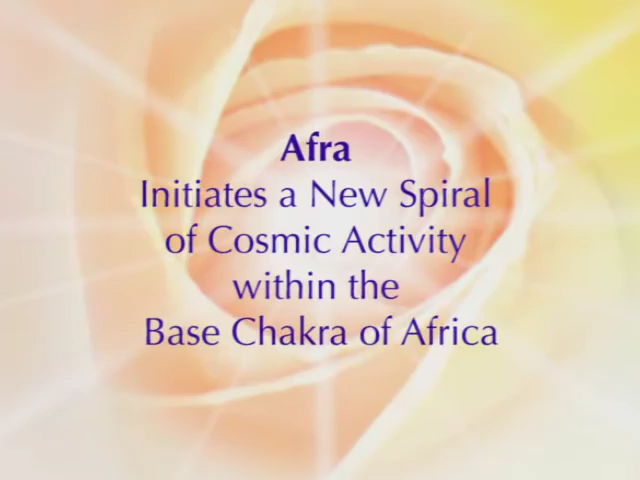 Afra
Initiates a New Spiral
of Cosmic Activity
within the
Base Chakra of Africa